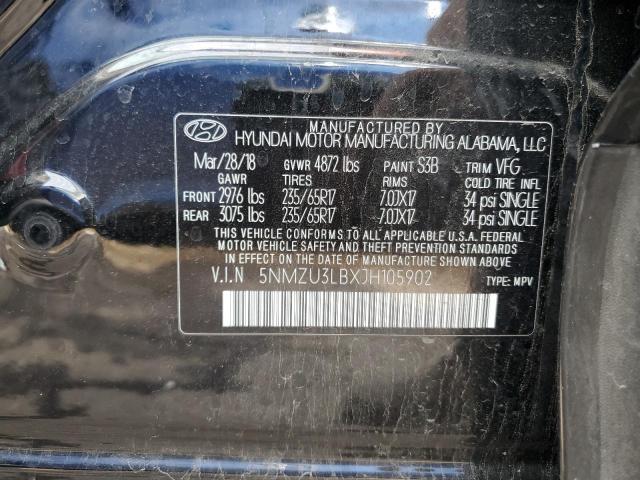 MANUFACTURED BY
HYUNDAI MOTOR MANUFACTURING ALABAMA, LLC
Mar/28/18 GVWR 4872 lbs PAINT S3B TRIM VFG
GAWR TIRES RIMS COLD TIRE INFL
FRONT 2976 lbs 235/65R17 7.0JX17 34 psi SINGLE
REAR 3075 lbs 235/65R17 7.0JX17 34 psi SINGLE
THIS VEHICLE CONFORMS TO ALL APPLICABLE U.S.A. FEDERAL
MOTOR VEHICLE SAFETY AND THEFT PREVENTION STANDARDS
IN EFFECT ON THE DATE OF MANUFACTURE SHOWN ABOVE.
V.I.N 5NMZU3LBXJH105902 TYPE: MPV